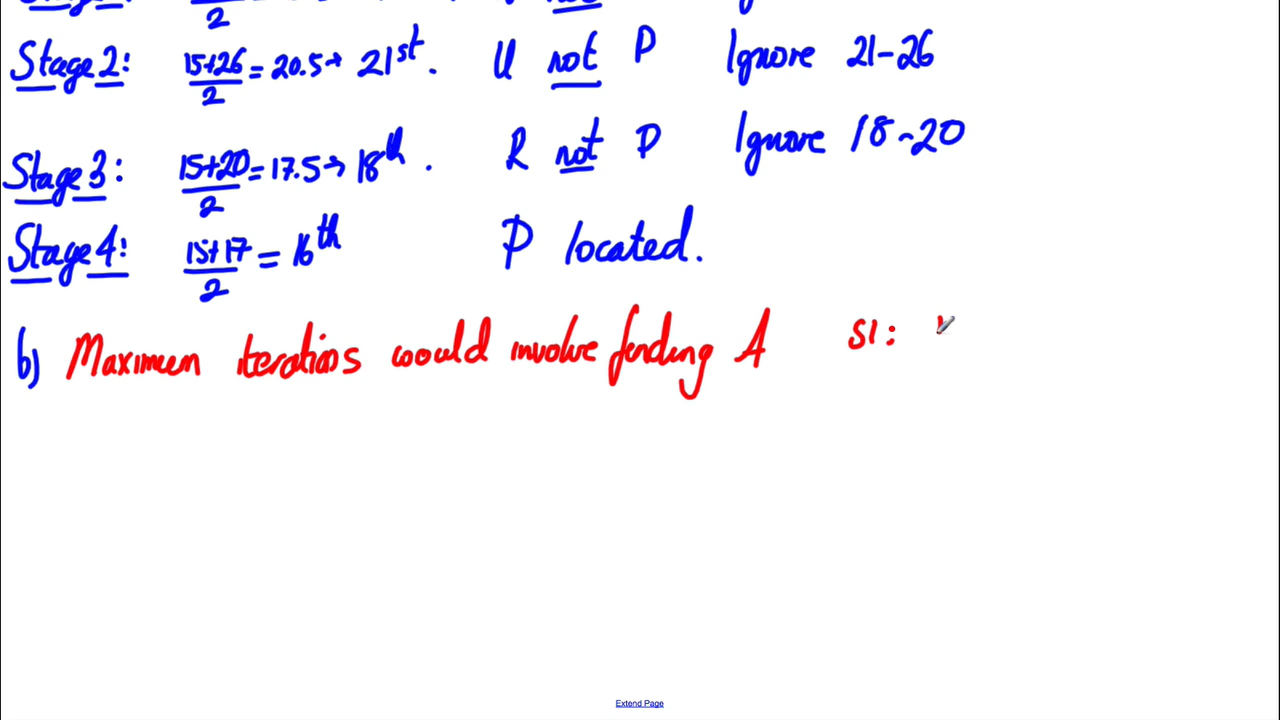 2
Stage 2: 15+26/2 = 20.5 → 21st. U not P Ignore 21-26
Stage 3: 15+20/2 = 17.5 → 18th. R not P Ignore 18-20
Stage 4: 15+17/2 = 16th P located.
b) Maximum iterations would involve finding A S1:
Extend Page